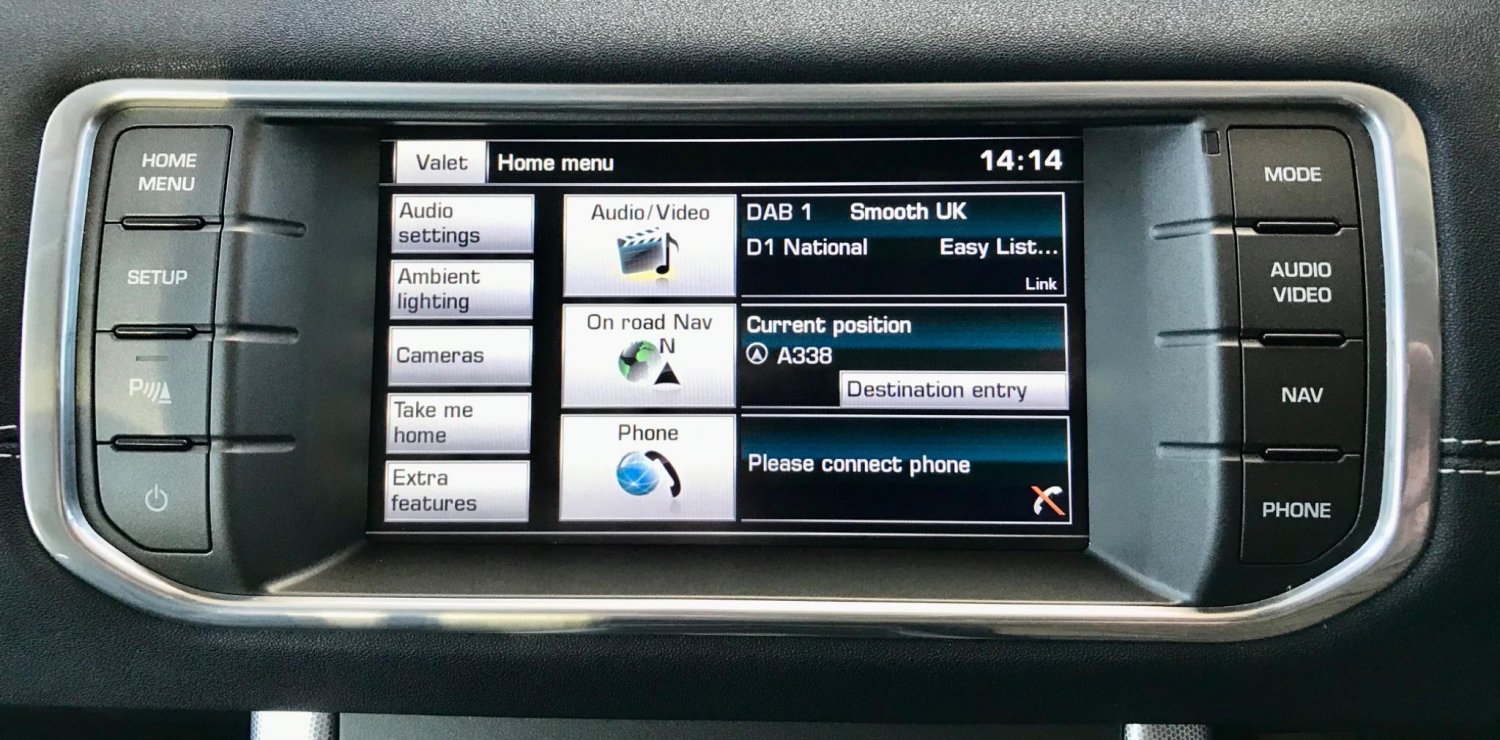 HOME
MENU
SETUP
P
Valet
Home menu
14:14
Audio
settings
Ambient
lighting
Cameras
Take me
home
Extra
features
Audio/Video
DAB 1 Smooth UK
D1 National Easy List...
Link
On road Nav
N
Current position
A338
Destination entry
Phone
Please connect phone
MODE
AUDIO
VIDEO
NAV
PHONE